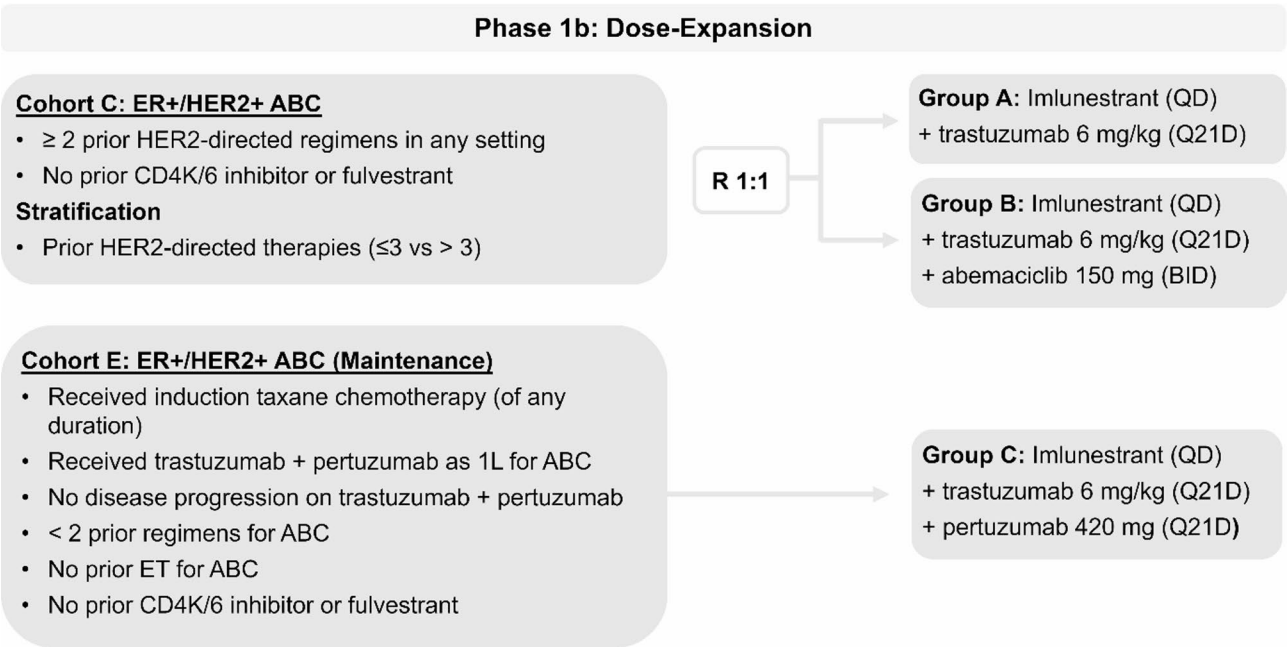 Phase 1b: Dose-Expansion
Cohort C: ER+/HER2+ ABC
• ≥ 2 prior HER2-directed regimens in any setting
• No prior CD4K/6 inhibitor or fulvestrant
Stratification
• Prior HER2-directed therapies (≤3 vs > 3)
R 1:1
Group A: Imlunestrant (QD)
+ trastuzumab 6 mg/kg (Q21D)
Group B: Imlunestrant (QD)
+ trastuzumab 6 mg/kg (Q21D)
+ abemaciclib 150 mg (BID)
Cohort E: ER+/HER2+ ABC (Maintenance)
• Received induction taxane chemotherapy (of any
duration)
• Received trastuzumab + pertuzumab as 1L for ABC
• No disease progression on trastuzumab + pertuzumab
• < 2 prior regimens for ABC
• No prior ET for ABC
• No prior CD4K/6 inhibitor or fulvestrant
Group C: Imlunestrant (QD)
+ trastuzumab 6 mg/kg (Q21D)
+ pertuzumab 420 mg (Q21D)